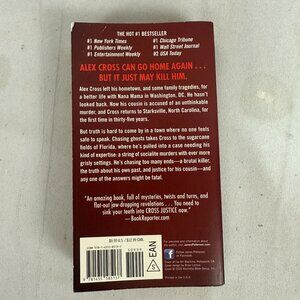 THE HOT #1 BESTSELLER
#1 New York Times
#1 Publishers Weekly
#1 Entertainment Weekly
#1 Chicago Tribune
#1 Wall Street Journal
#2 USA Today
ALEX CROSS CAN GO HOME AGAIN . . .
BUT IT JUST MAY KILL HIM.
Alex Cross left his hometown, and some family tragedies, for
a better life with Nana Mama in Washington, DC. He hasn't
looked back. Now his cousin is accused of an unthinkable
murder, and Cross returns to Starksville, North Carolina, for
the first time in thirty-five years.
But truth is hard to come by in a town where no one feels
safe to speak. Chasing ghosts takes Cross to the sugarcane
fields of Florida, where he's pulled into a case needing his
kind of expertise: a string of socialite murders with ever more
grisly settings. He's chasing too many ends—a brutal killer,
the truth about his own past, and justice for his cousin—and
any one of the answers might be fatal.
"An amazing book, full of mysteries, twists and turns, and
flat-out jaw-dropping revelations . . . You need to
sink your teeth into CROSS JUSTICE now."
—BookReporter.com
EAN